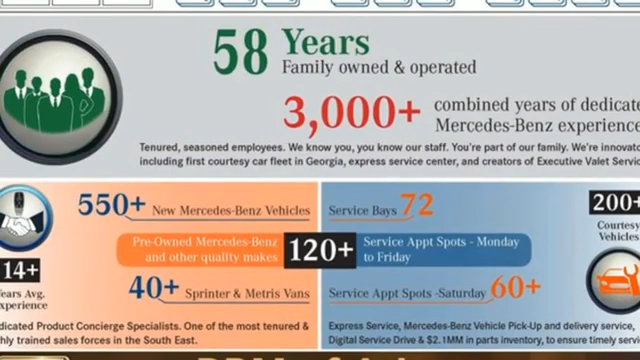 58 Years
Family owned & operated
3,000+ combined years of dedicate
Mercedes-Benz experience
Tenured, seasoned employees. We know you, you know our staff. You're part of our family. We're innovato
including first courtesy car fleet in Georgia, express service center, and creators of Executive Valet Servic
550+ New Mercedes-Benz Vehicles
Pre-Owned Mercedes-Benz
and other quality makes
120+
40+ Sprinter & Metris Vans
14+
ears Avg.
xperience
dicated Product Concierge Specialists. One of the most tenured &
hly trained sales forces in the South East.
Service Bays 72
Service Appt Spots - Monday
to Friday
Service Appt Spots -Saturday 60+
200+
Courtesy
Vehicles
Express Service, Mercedes-Benz Vehicle Pick-Up and delivery service,
Digital Service Drive & $2.1MM in parts inventory, to ensure timely serv